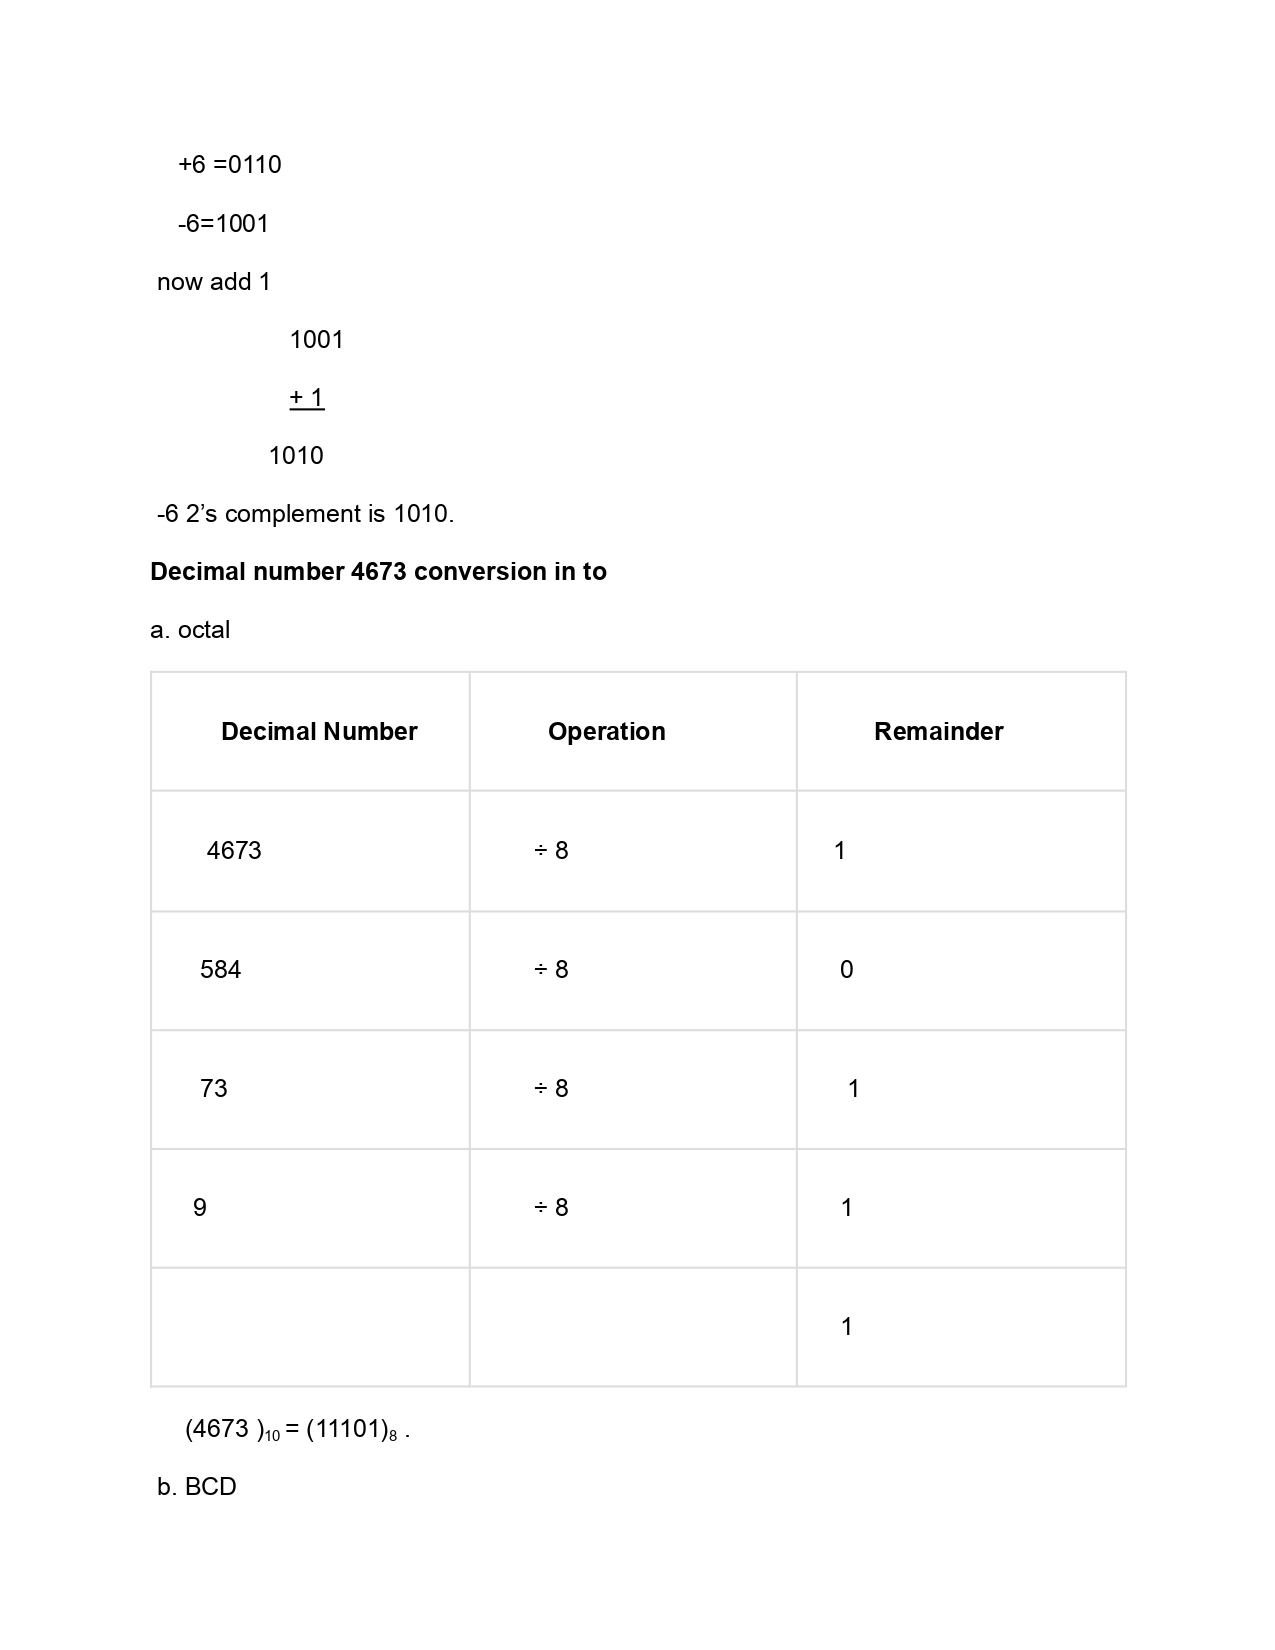 +6 =0110
-6=1001
now add 1
1001
+ 1
1010
-6 2’s complement is 1010.
Decimal number 4673 conversion in to
a. octal
Decimal Number Operation Remainder
4673 ÷ 8 1
584 ÷ 8 0
73 ÷ 8 1
9 ÷ 8 1
1
(4673 )10 = (11101)8 .
b. BCD